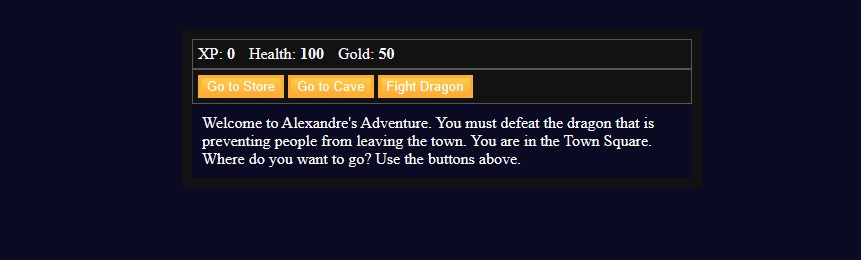 XP: 0 Health: 100 Gold: 50
Go to Store Go to Cave Fight Dragon
Welcome to Alexandre's Adventure. You must defeat the dragon that is
preventing people from leaving the town. You are in the Town Square.
Where do you want to go? Use the buttons above.